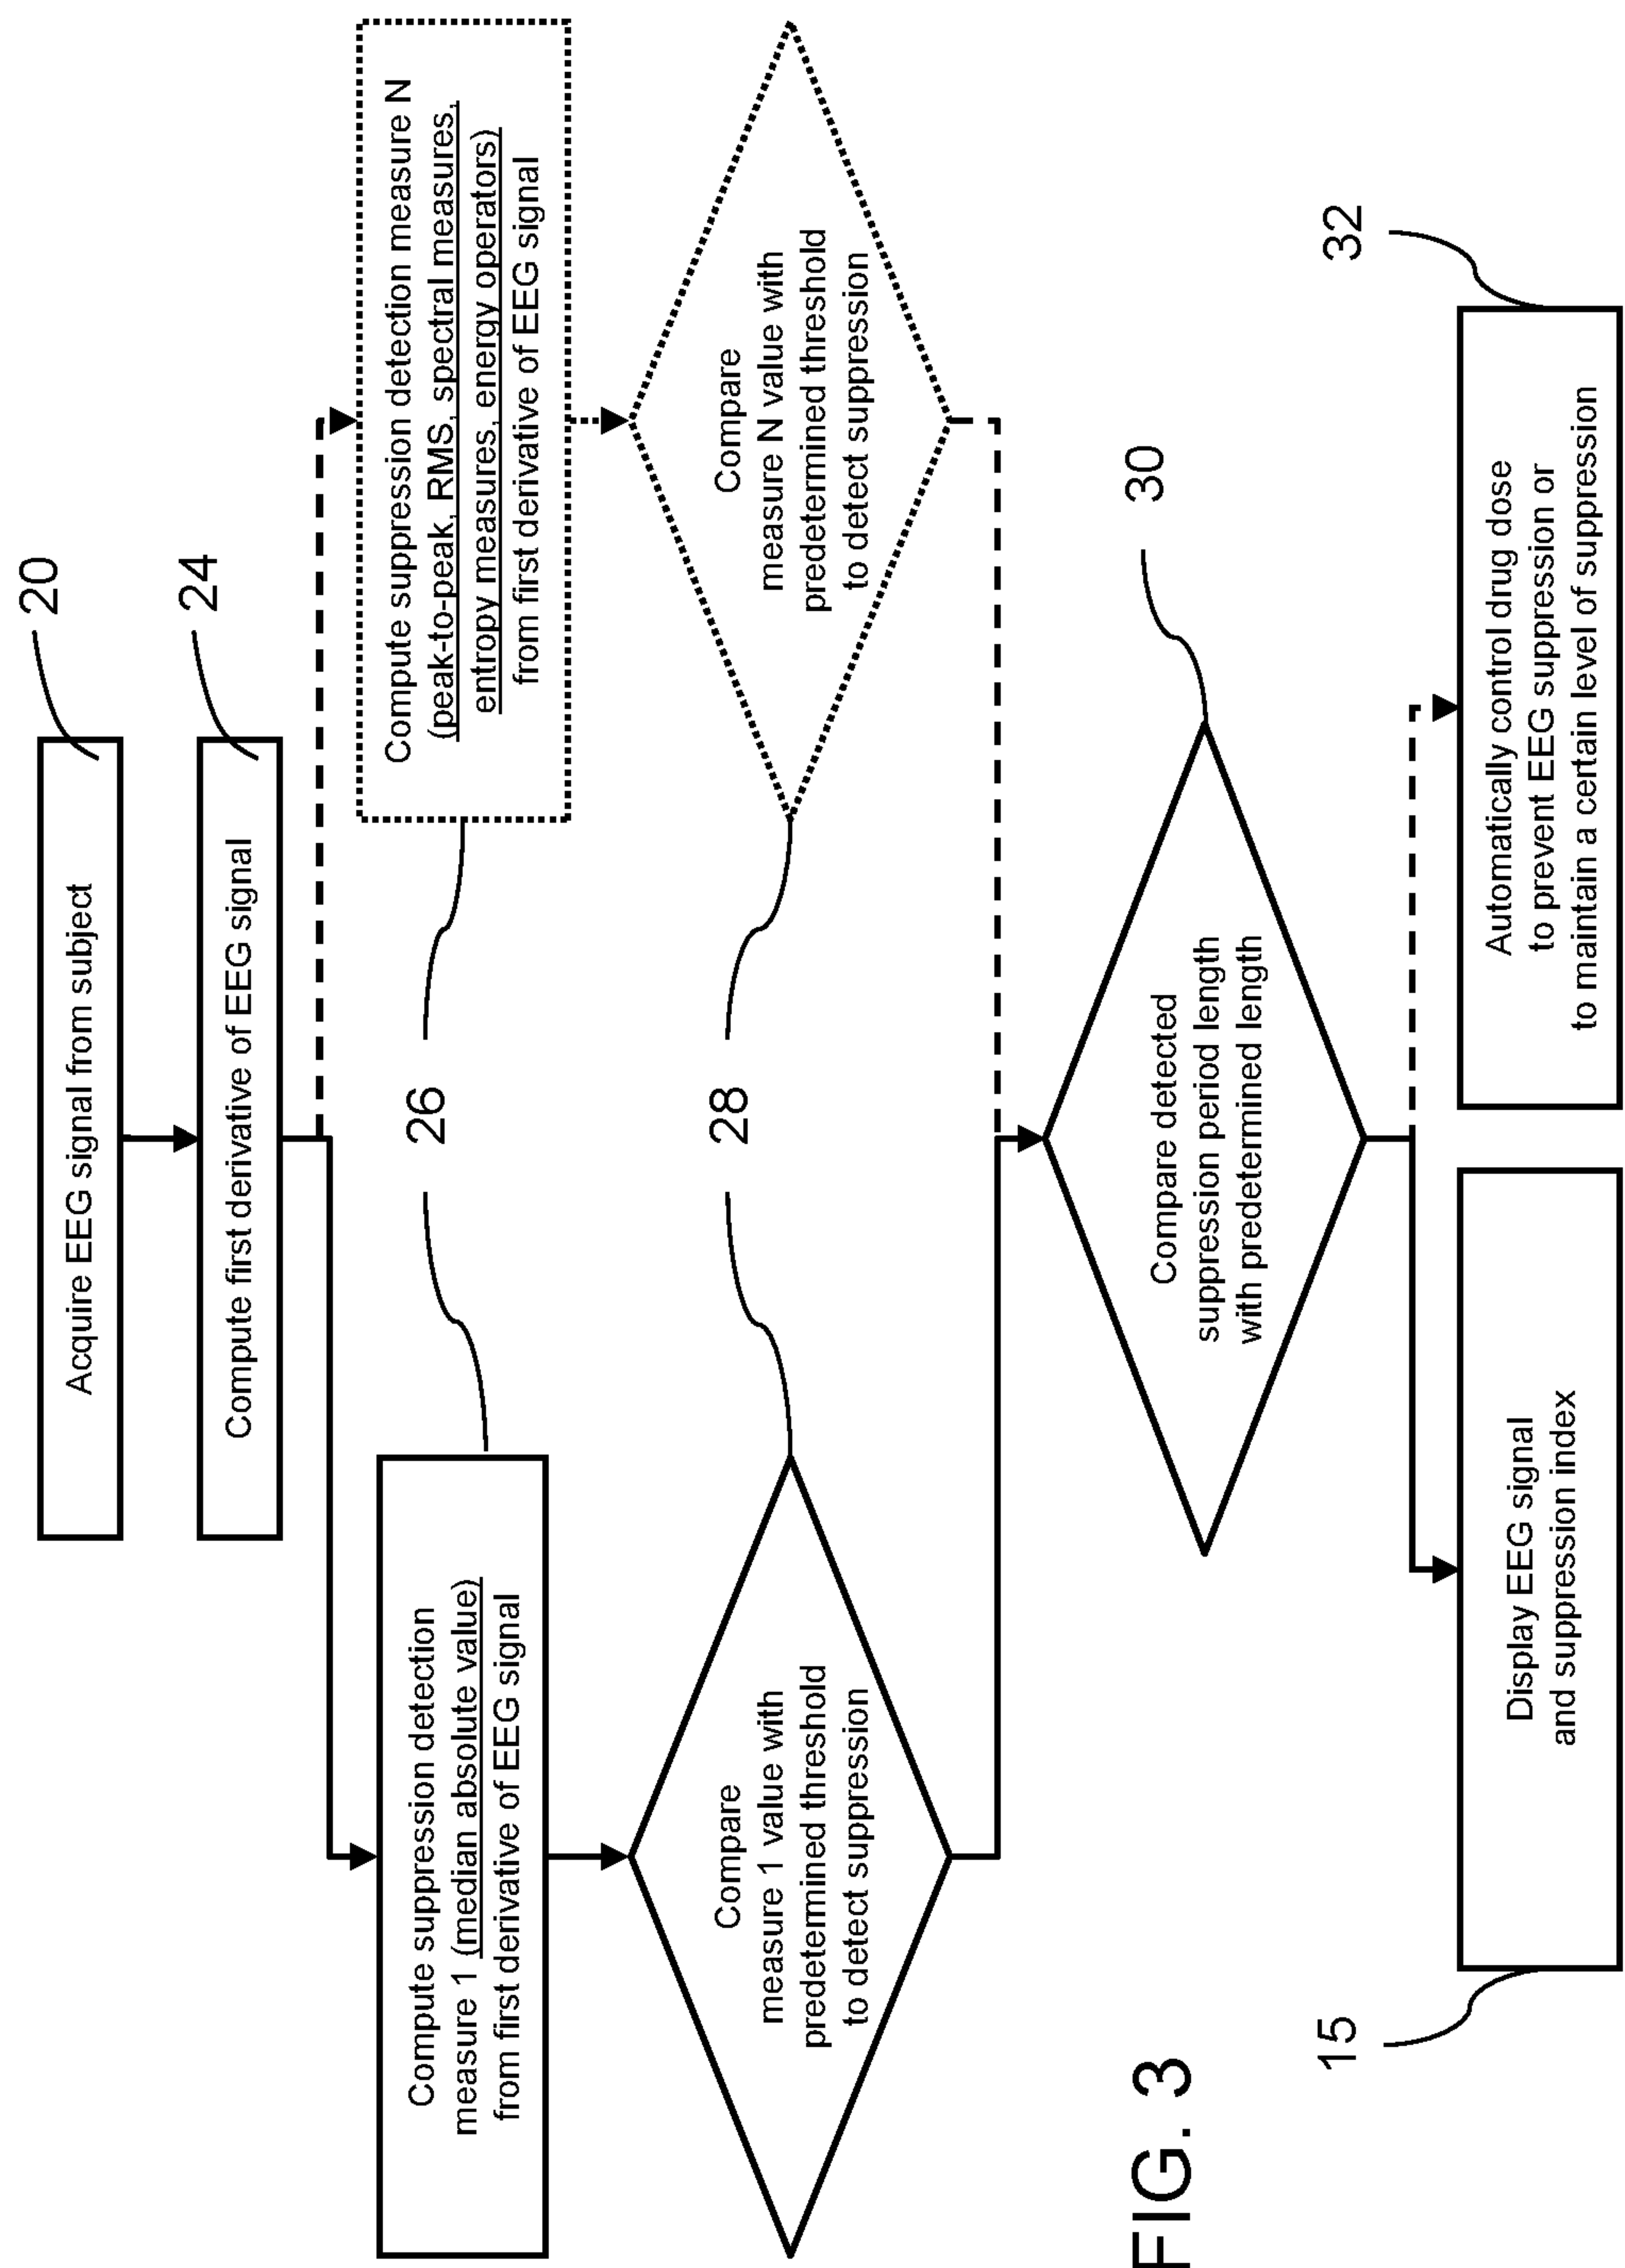 20
Acquire EEG signal from subject
24
Compute first derivative of EEG signal
Compute suppression detection
measure 1 (median absolute value)
from first derivative of EEG signal
26
Compute suppression detection measure N
(peak-to-peak, RMS, spectral measures,
entropy measures, energy operators)
from first derivative of EEG signal
Compare
measure 1 value with
predetermined threshold
to detect suppression
28
Compare
measure N value with
predetermined threshold
to detect suppression
30
Compare detected
suppression period length
with predetermined length
FIG. 3
15
Display EEG signal
and suppression index
32
Automatically control drug dose
to prevent EEG suppression or
to maintain a certain level of suppression